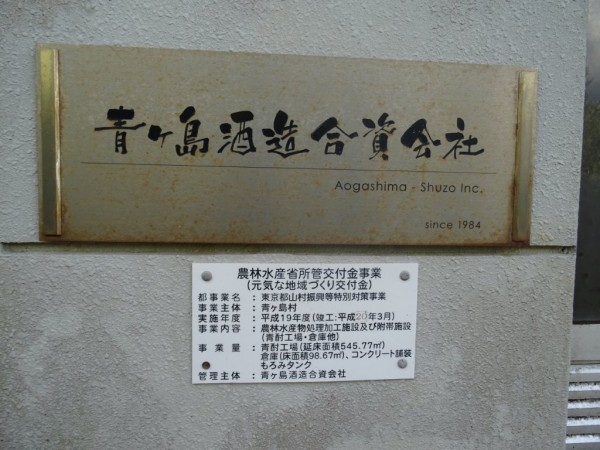 青ヶ島酒造合資会社
Aogashima - Shuzo Inc.
since 1984
農林水産省所管交付金事業
(元気な地域づくり交付金)
都事業名 : 東京都山村振興等特別対策事業
事業主体 : 青ヶ島村
実施年度 : 平成19年度(竣工:平成20年3月)
事業内容 : 農林水産物処理加工施設及び附帯施設
(青酎工場・倉庫他)
事業量 : 青酎工場(延床面積545.77㎡)
倉庫(床面積98.67㎡)、コンクリート舗装
もろみタンク
管理主体 : 青ヶ島酒造合資会社